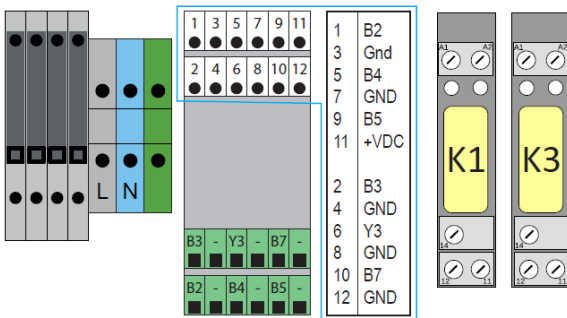 1 3 5 7 9 11
2 4 6 8 10 12
L N
B3 - Y3 - B7 -
B2 - B4 - B5 -
1 B2
3 Gnd
5 B4
7 GND
9 B5
11 +VDC
2 B3
4 GND
6 Y3
8 GND
10 B7
12 GND
A1 A2
K1
14
12 11
A1 A2
K3
14
12 11